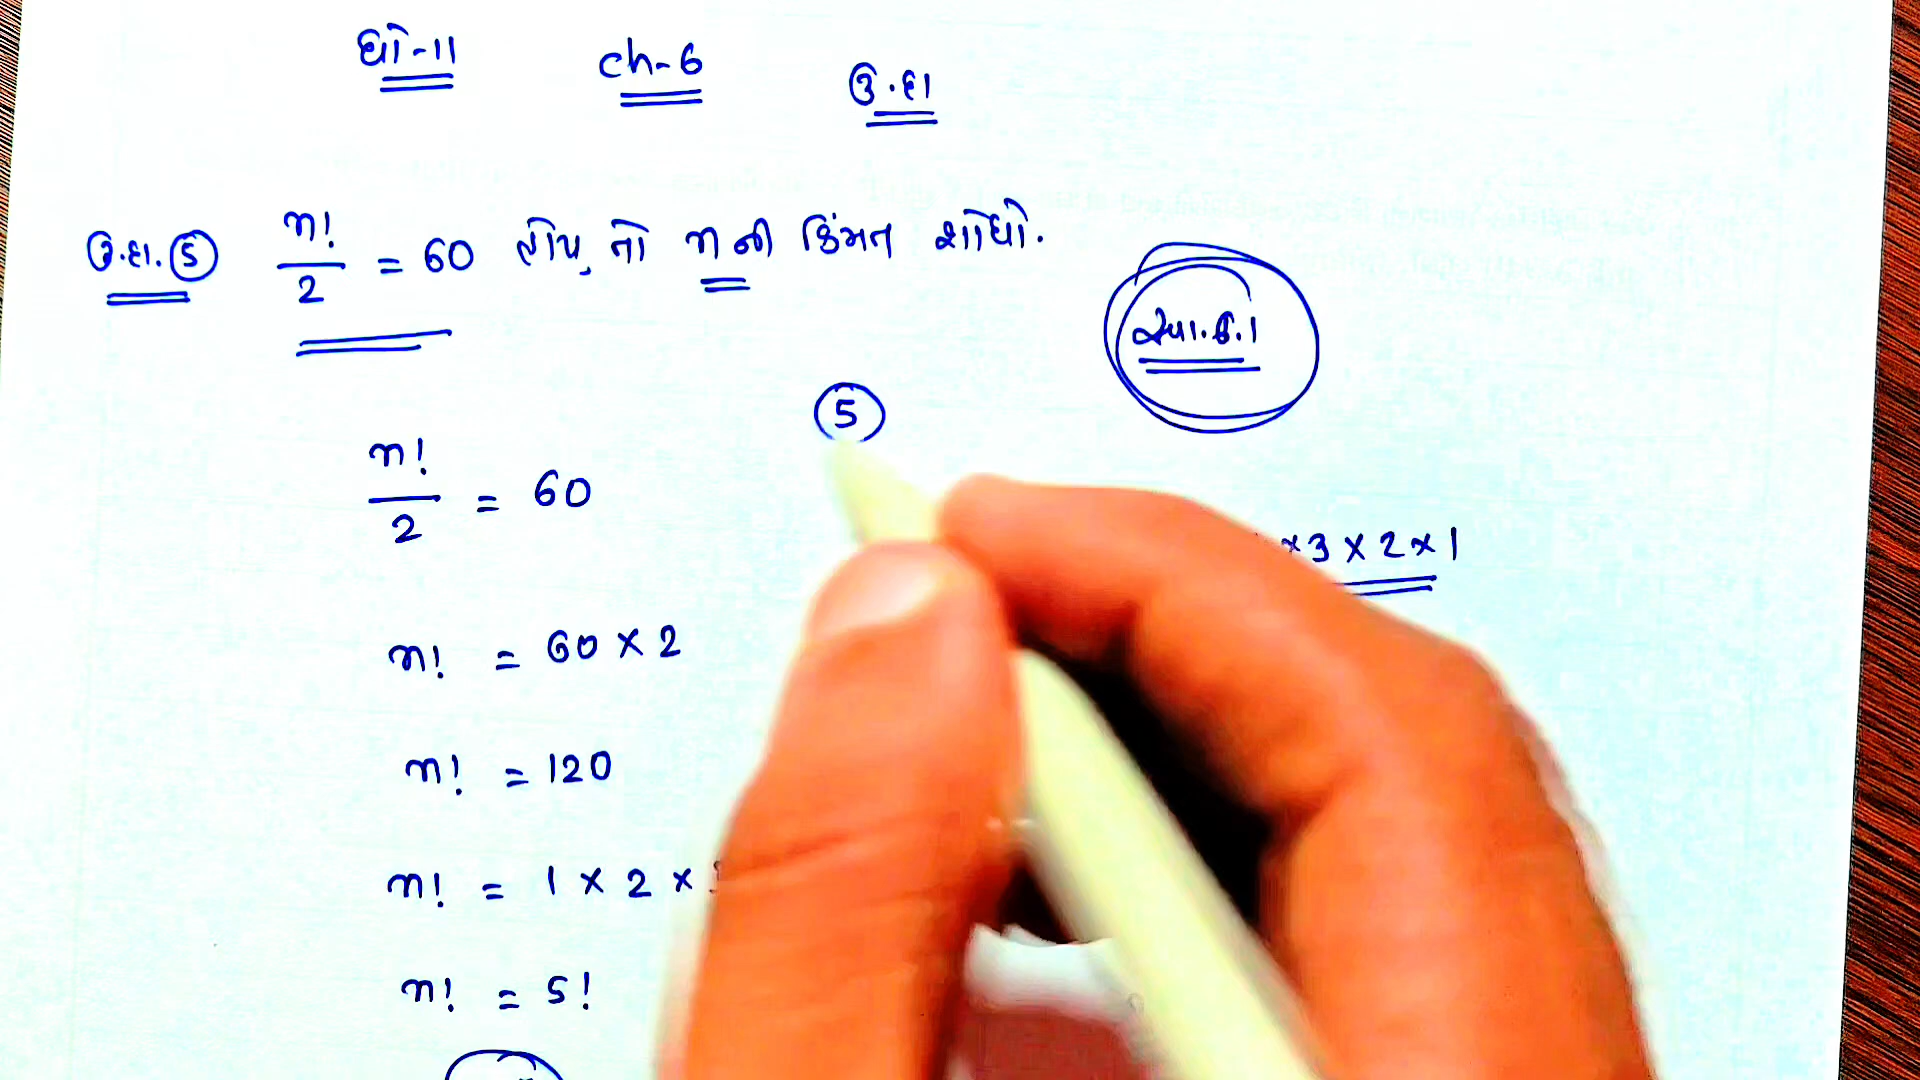 ધો-11 ch-6 ઉ.દા
ઉ.દા. 5 n!/2 = 60 હોય, તો n ની કિંમત શોધો.
સ્વા.6.1
5
n!/2 = 60
×3×2×1
n! = 60 × 2
n! = 120
n! = 1 × 2 ×
n! = 5!